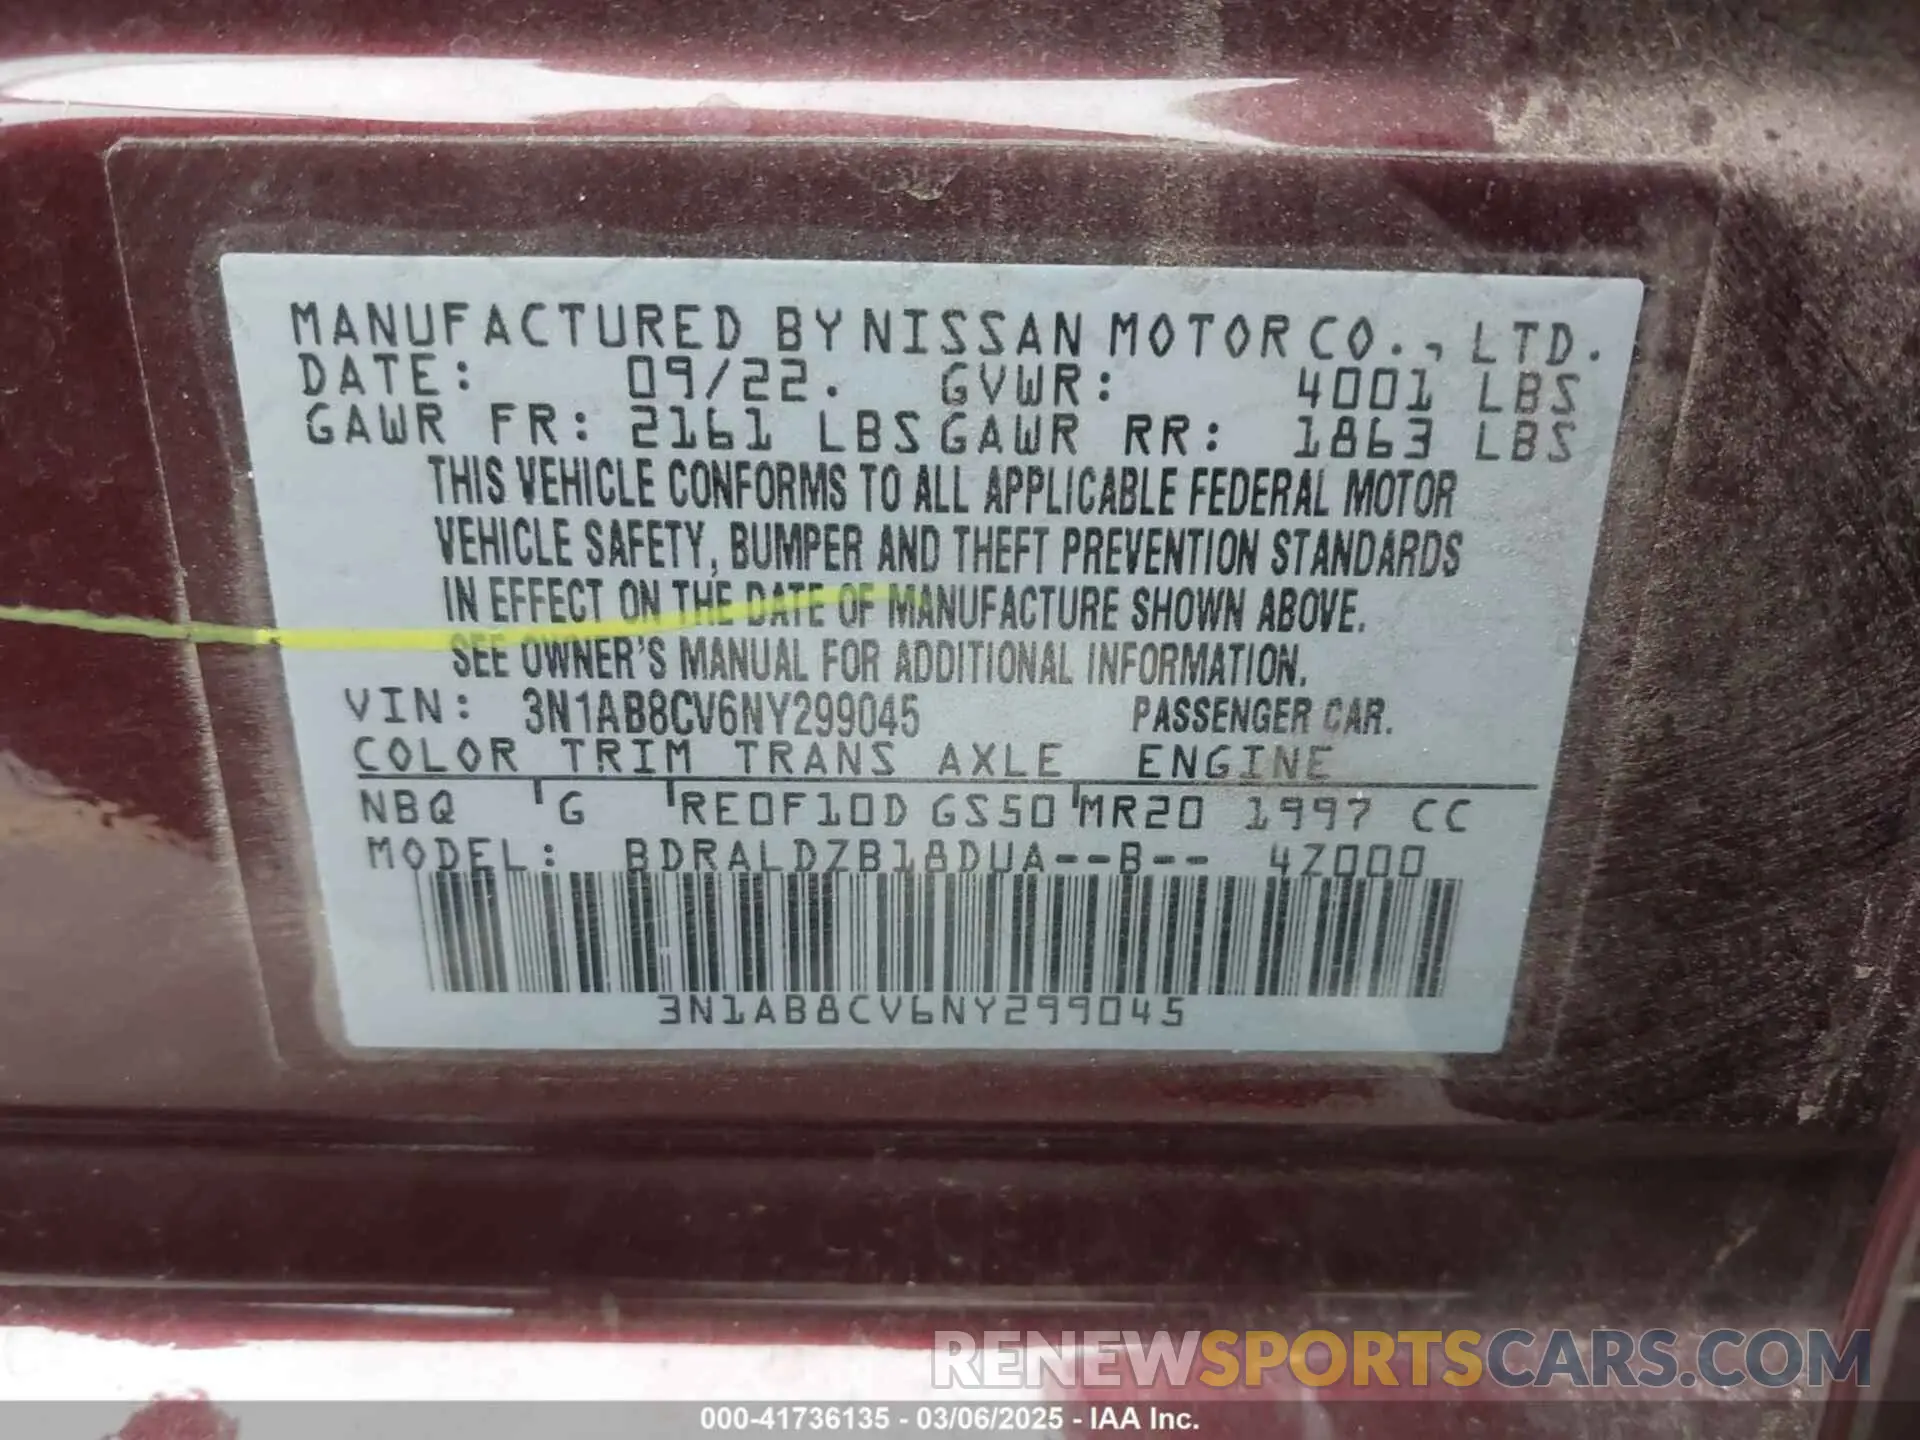 MANUFACTURED BY NISSAN MOTOR CO., LTD.
DATE: 09/22. GVWR: 4001 LBS
GAWR FR: 2161 LBS GAWR RR: 1863 LBS
THIS VEHICLE CONFORMS TO ALL APPLICABLE FEDERAL MOTOR
VEHICLE SAFETY, BUMPER AND THEFT PREVENTION STANDARDS
IN EFFECT ON THE DATE OF MANUFACTURE SHOWN ABOVE.
SEE OWNER'S MANUAL FOR ADDITIONAL INFORMATION.
VIN: 3N1AB8CV6NY299045 PASSENGER CAR.
COLOR TRIM TRANS AXLE ENGINE
NBQ G RE0F10D GS50 MR20 1997 CC
MODEL: BDRALDZB18DUA--B-- 4Z000
3N1AB8CV6NY299045
RENEWSPORTSCARS.COM
000-41736135 - 03/06/2025 - IAA Inc.